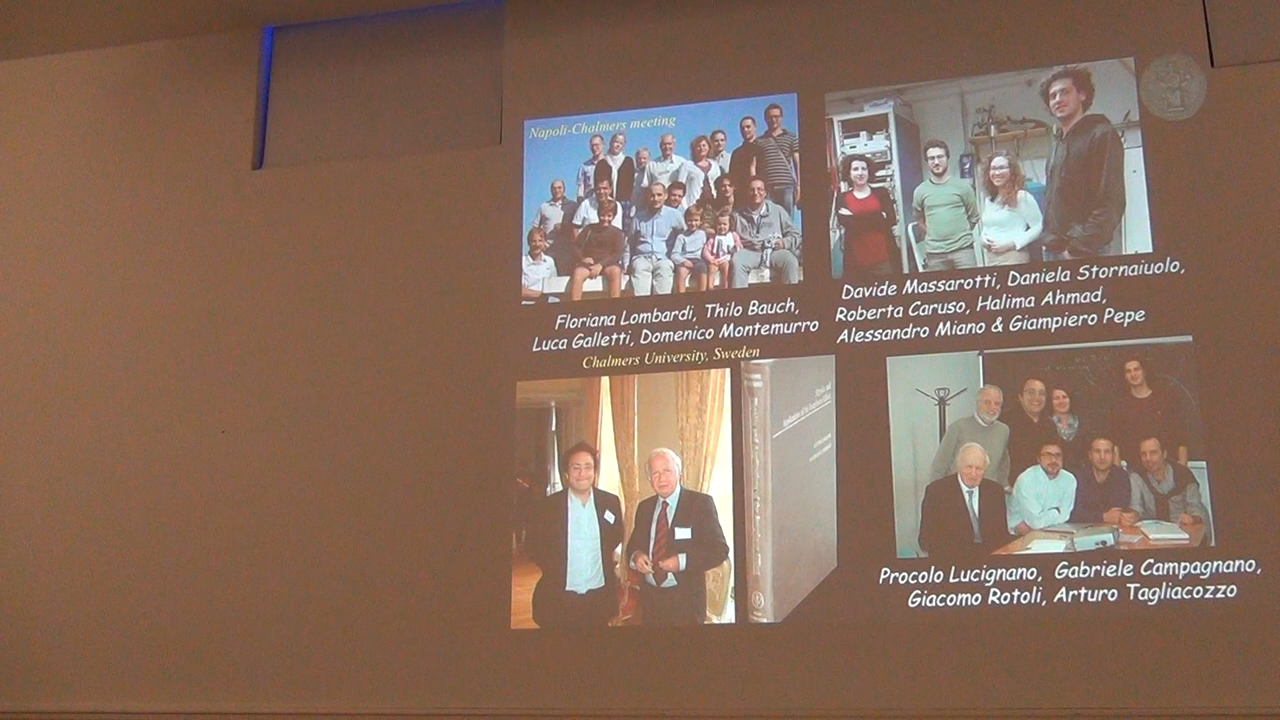 Napoli-Chalmers meeting
Floriana Lombardi, Thilo Bauch,
Luca Galletti, Domenico Montemurro
Chalmers University, Sweden
Davide Massarotti, Daniela Stornaiuolo,
Roberta Caruso, Halima Ahmad,
Alessandro Miano & Giampiero Pepe
Procolo Lucignano, Gabriele Campagnano,
Giacomo Rotoli, Arturo Tagliacozzo